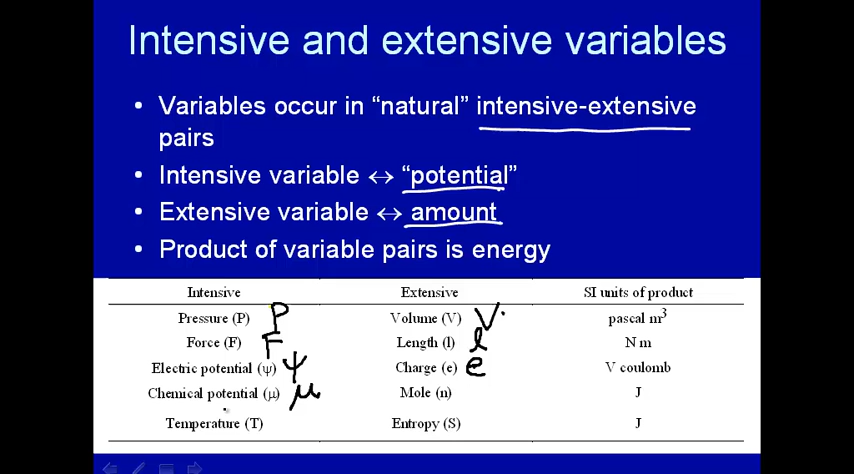 Intensive and extensive variables
• Variables occur in “natural” intensive-extensive
pairs
• Intensive variable ↔ “potential”
• Extensive variable ↔ amount
• Product of variable pairs is energy
Intensive Extensive SI units of product
Pressure (P) P Volume (V) V pascal m³
Force (F) F Length (l) l N m
Electric potential (ψ) ψ Charge (e) e V coulomb
Chemical potential (μ) μ Mole (n) J
Temperature (T) Entropy (S) J